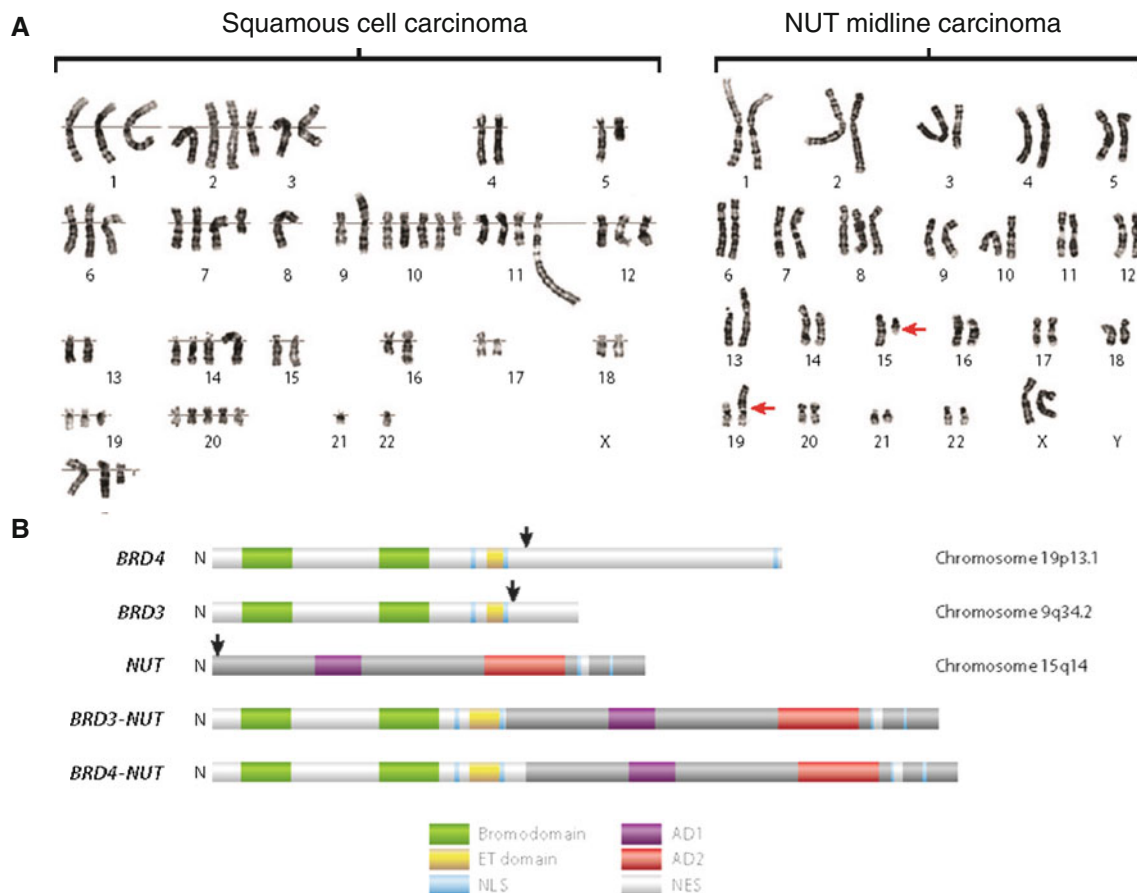 A
Squamous cell carcinoma NUT midline carcinoma
1 2 3 4 5 1 2 3 4 5
6 7 8 9 10 11 12 6 7 8 9 10 11 12
13 14 15 16 17 18 13 14 15 16 17 18
19 20 21 22 X 19 20 21 22 X Y
B
BRD4 N Chromosome 19p13.1
BRD3 N Chromosome 9q34.2
NUT N Chromosome 15q14
BRD3-NUT N
BRD4-NUT N
Bromodomain AD1
ET domain AD2
NLS NES